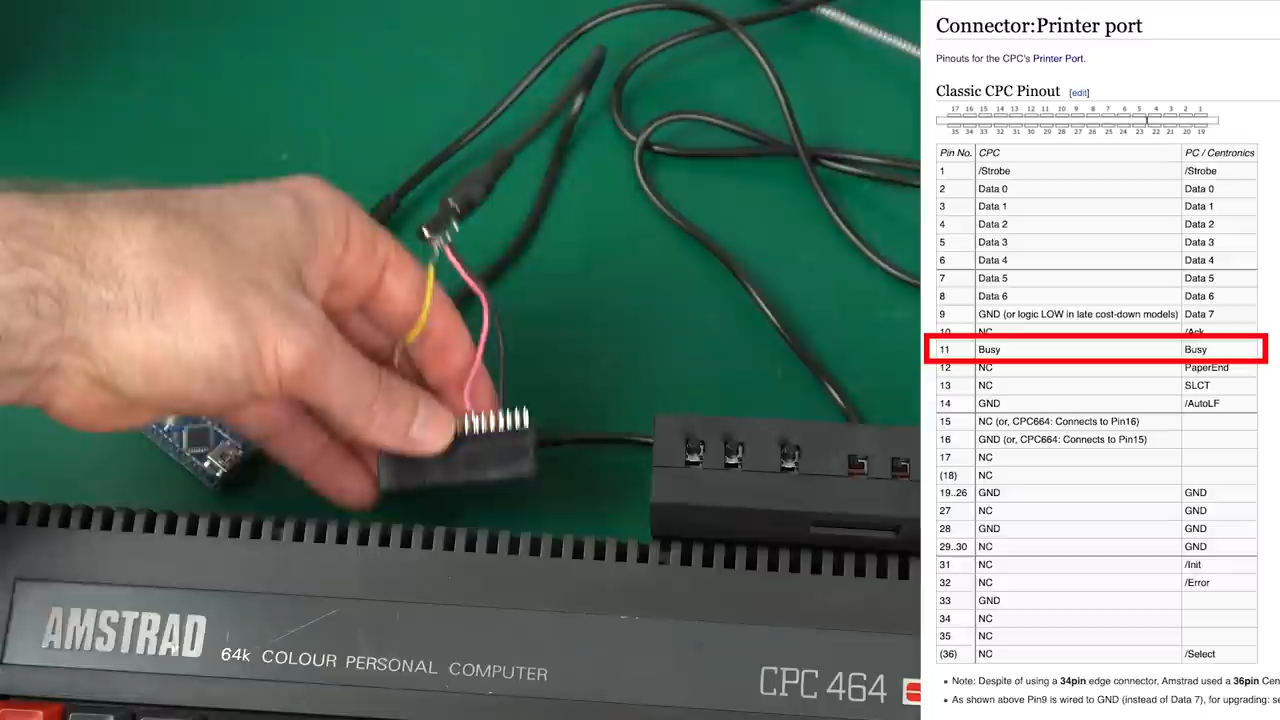 AMSTRAD
64k COLOUR PERSONAL COMPUTER
CPC 464
Connector:Printer port
Pinouts for the CPC's Printer Port.
Classic CPC Pinout [edit]
17 16 15 14 13 12 11 10 9 8 7 6 5 4 3 2 1
35 34 33 32 31 30 29 28 27 26 25 24 23 22 21 20 19
Pin No. CPC PC / Centronics
1 /Strobe /Strobe
2 Data 0 Data 0
3 Data 1 Data 1
4 Data 2 Data 2
5 Data 3 Data 3
6 Data 4 Data 4
7 Data 5 Data 5
8 Data 6 Data 6
9 GND (or logic LOW in late cost-down models) Data 7
10 NC /Ack
11 Busy Busy
12 NC PaperEnd
13 NC SLCT
14 GND /AutoLF
15 NC (or, CPC664: Connects to Pin16)
16 GND (or, CPC664: Connects to Pin15)
17 NC
(18) NC
19..26 GND GND
27 NC GND
28 GND GND
29..30 NC GND
31 NC /Init
32 NC /Error
33 GND
34 NC
35 NC
(36) NC /Select
Note: Despite of using a 34pin edge connector, Amstrad used a 36pin Cen
As shown above Pin9 is wired to GND (instead of Data 7), for upgrading: se